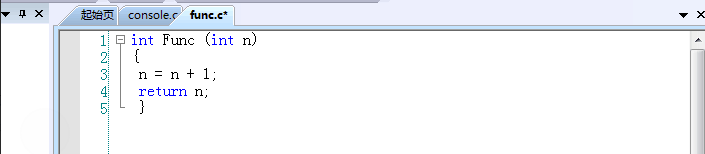 起始页 console.c func.c*
1 int Func (int n)
2 {
3 n = n + 1;
4 return n;
5 }